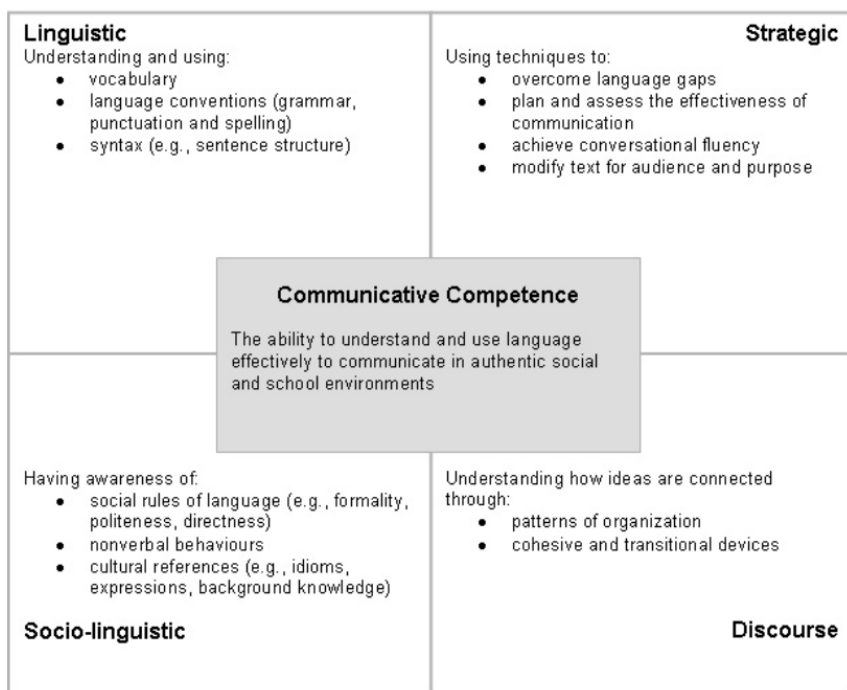 Linguistic
Understanding and using:
• vocabulary
• language conventions (grammar,
punctuation and spelling)
• syntax (e.g., sentence structure)
Strategic
Using techniques to:
• overcome language gaps
• plan and assess the effectiveness of
communication
• achieve conversational fluency
• modify text for audience and purpose
Communicative Competence
The ability to understand and use language
effectively to communicate in authentic social
and school environments
Having awareness of:
• social rules of language (e.g., formality,
politeness, directness)
• nonverbal behaviours
• cultural references (e.g., idioms,
expressions, background knowledge)
Socio-linguistic
Understanding how ideas are connected
through:
• patterns of organization
• cohesive and transitional devices
Discourse